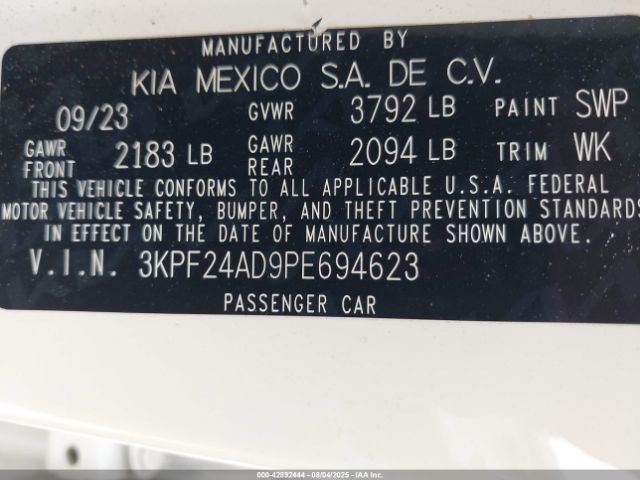 MANUFACTURED BY
KIA MEXICO S.A. DE C.V.
09/23 GVWR 3792 LB PAINT SWP
GAWR FRONT 2183 LB GAWR REAR 2094 LB TRIM WK
THIS VEHICLE CONFORMS TO ALL APPLICABLE U.S.A. FEDERAL
MOTOR VEHICLE SAFETY, BUMPER, AND THEFT PREVENTION STANDARDS
IN EFFECT ON THE DATE OF MANUFACTURE SHOWN ABOVE.
V.I.N. 3KPF24AD9PE694623
PASSENGER CAR
000-42892444 - 08/04/2025 - IAAI.COM